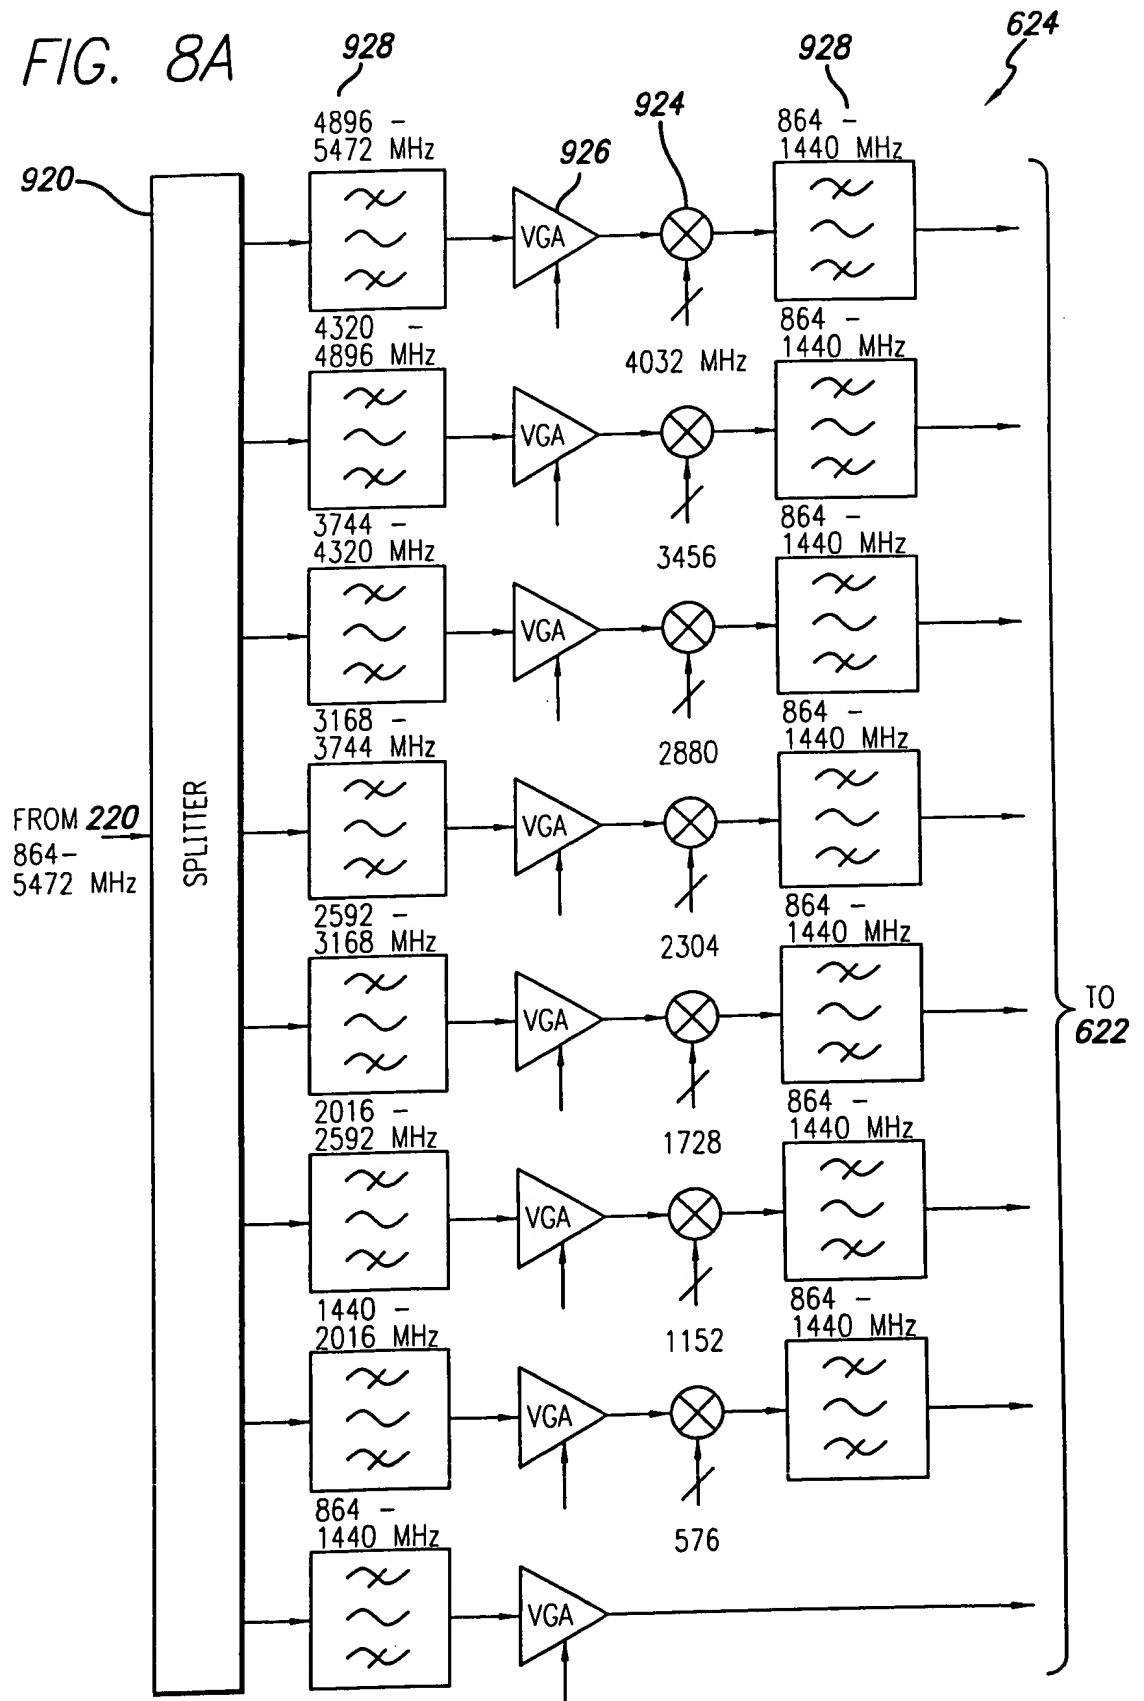 FIG. 8A
928
928
624
924
926
920
4896 -
5472 MHz
VGA
864 -
1440 MHz
4320 -
4896 MHz
VGA
4032 MHz
864 -
1440 MHz
3744 -
4320 MHz
VGA
3456
864 -
1440 MHz
3168 -
3744 MHz
VGA
2880
864 -
1440 MHz
FROM 220
864-
5472 MHz
SPLITTER
2592 -
3168 MHz
VGA
2304
864 -
1440 MHz
TO
622
2016 -
2592 MHz
VGA
1728
864 -
1440 MHz
1440 -
2016 MHz
VGA
1152
864 -
1440 MHz
864 -
1440 MHz
VGA
576